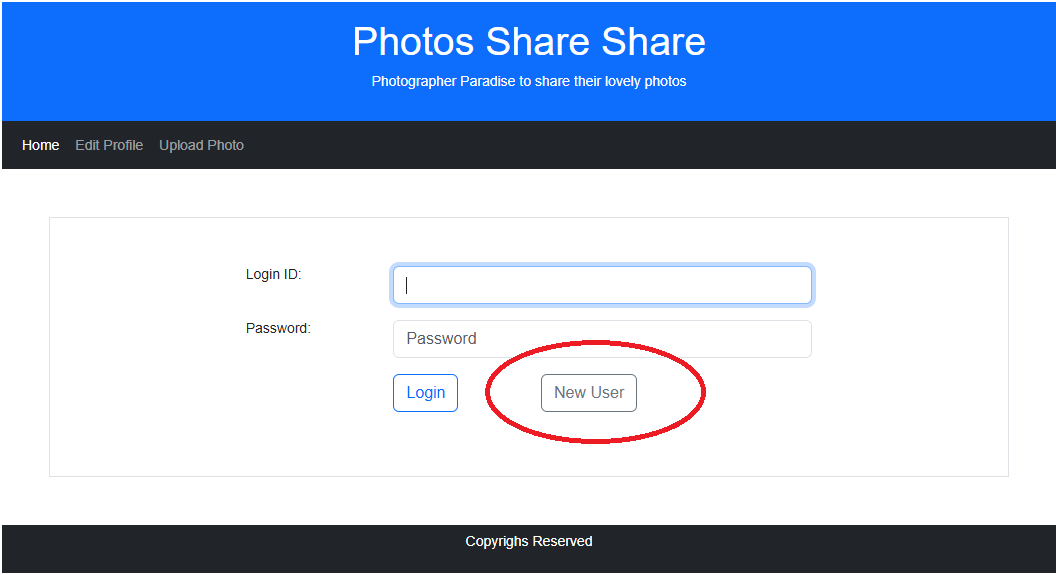 Photos Share Share
Photographer Paradise to share their lovely photos
Home Edit Profile Upload Photo
Login ID:
Password: Password
Login New User
Copyrighs Reserved